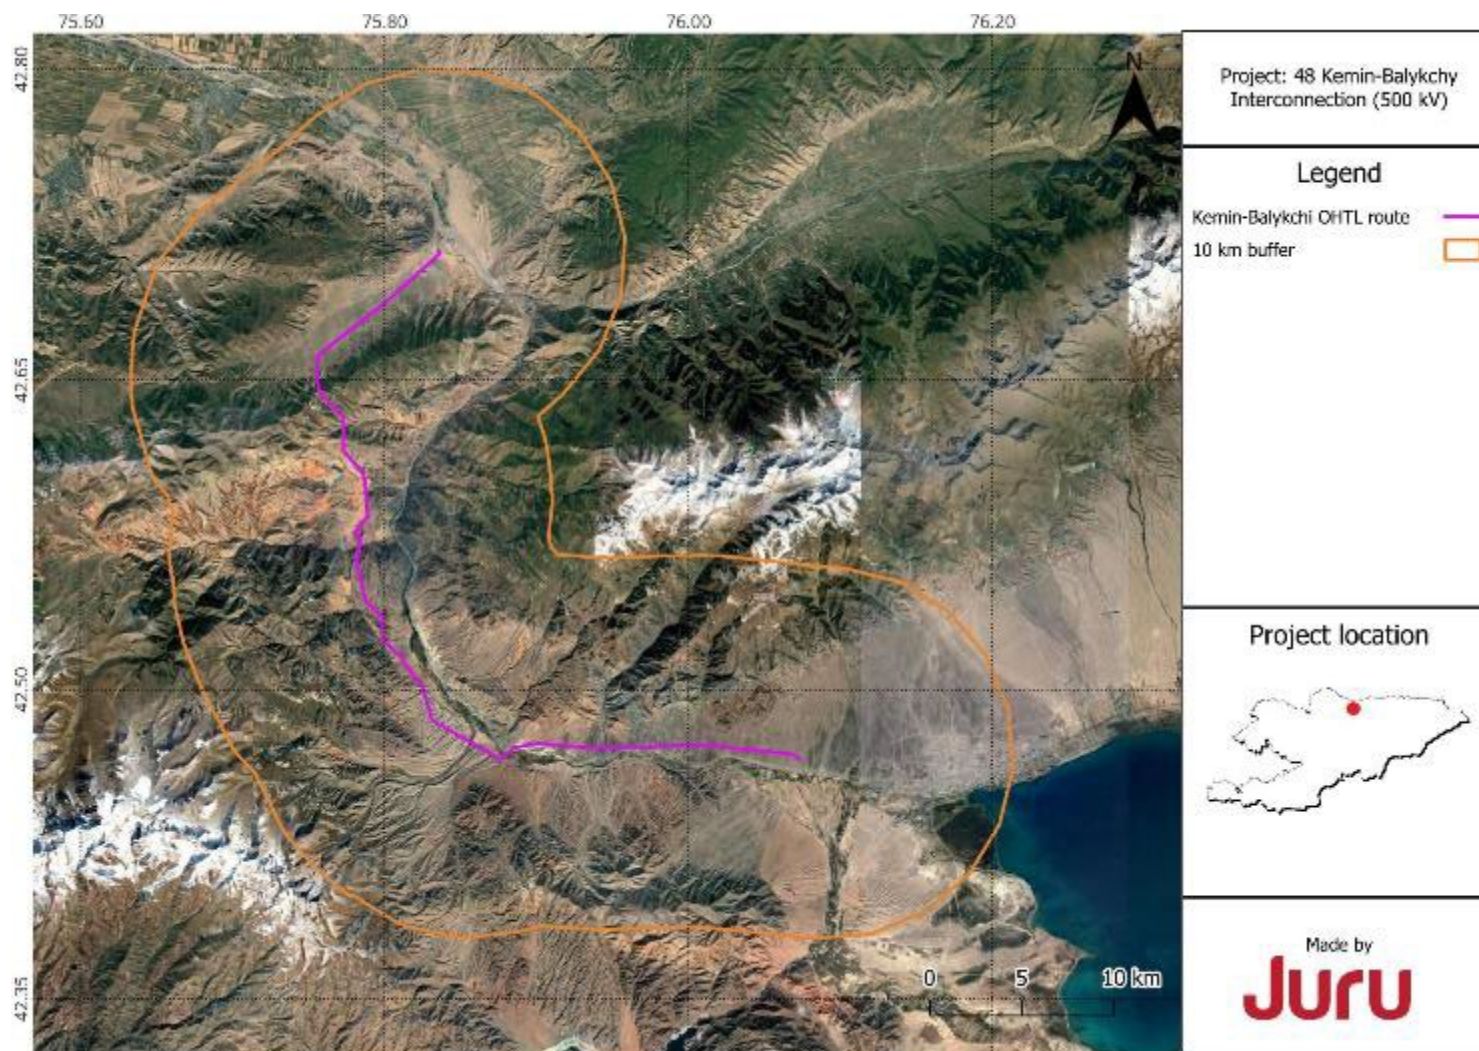 75.60
75.80
76.00
76.20
42.80
42.65
42.50
42.35
N
0
5
10 km
Project: 48 Kemin-Balykchy
Interconnection (500 kV)
Legend
Kemin-Balykchi OHTL route
10 km buffer
Project location
Made by
Juru